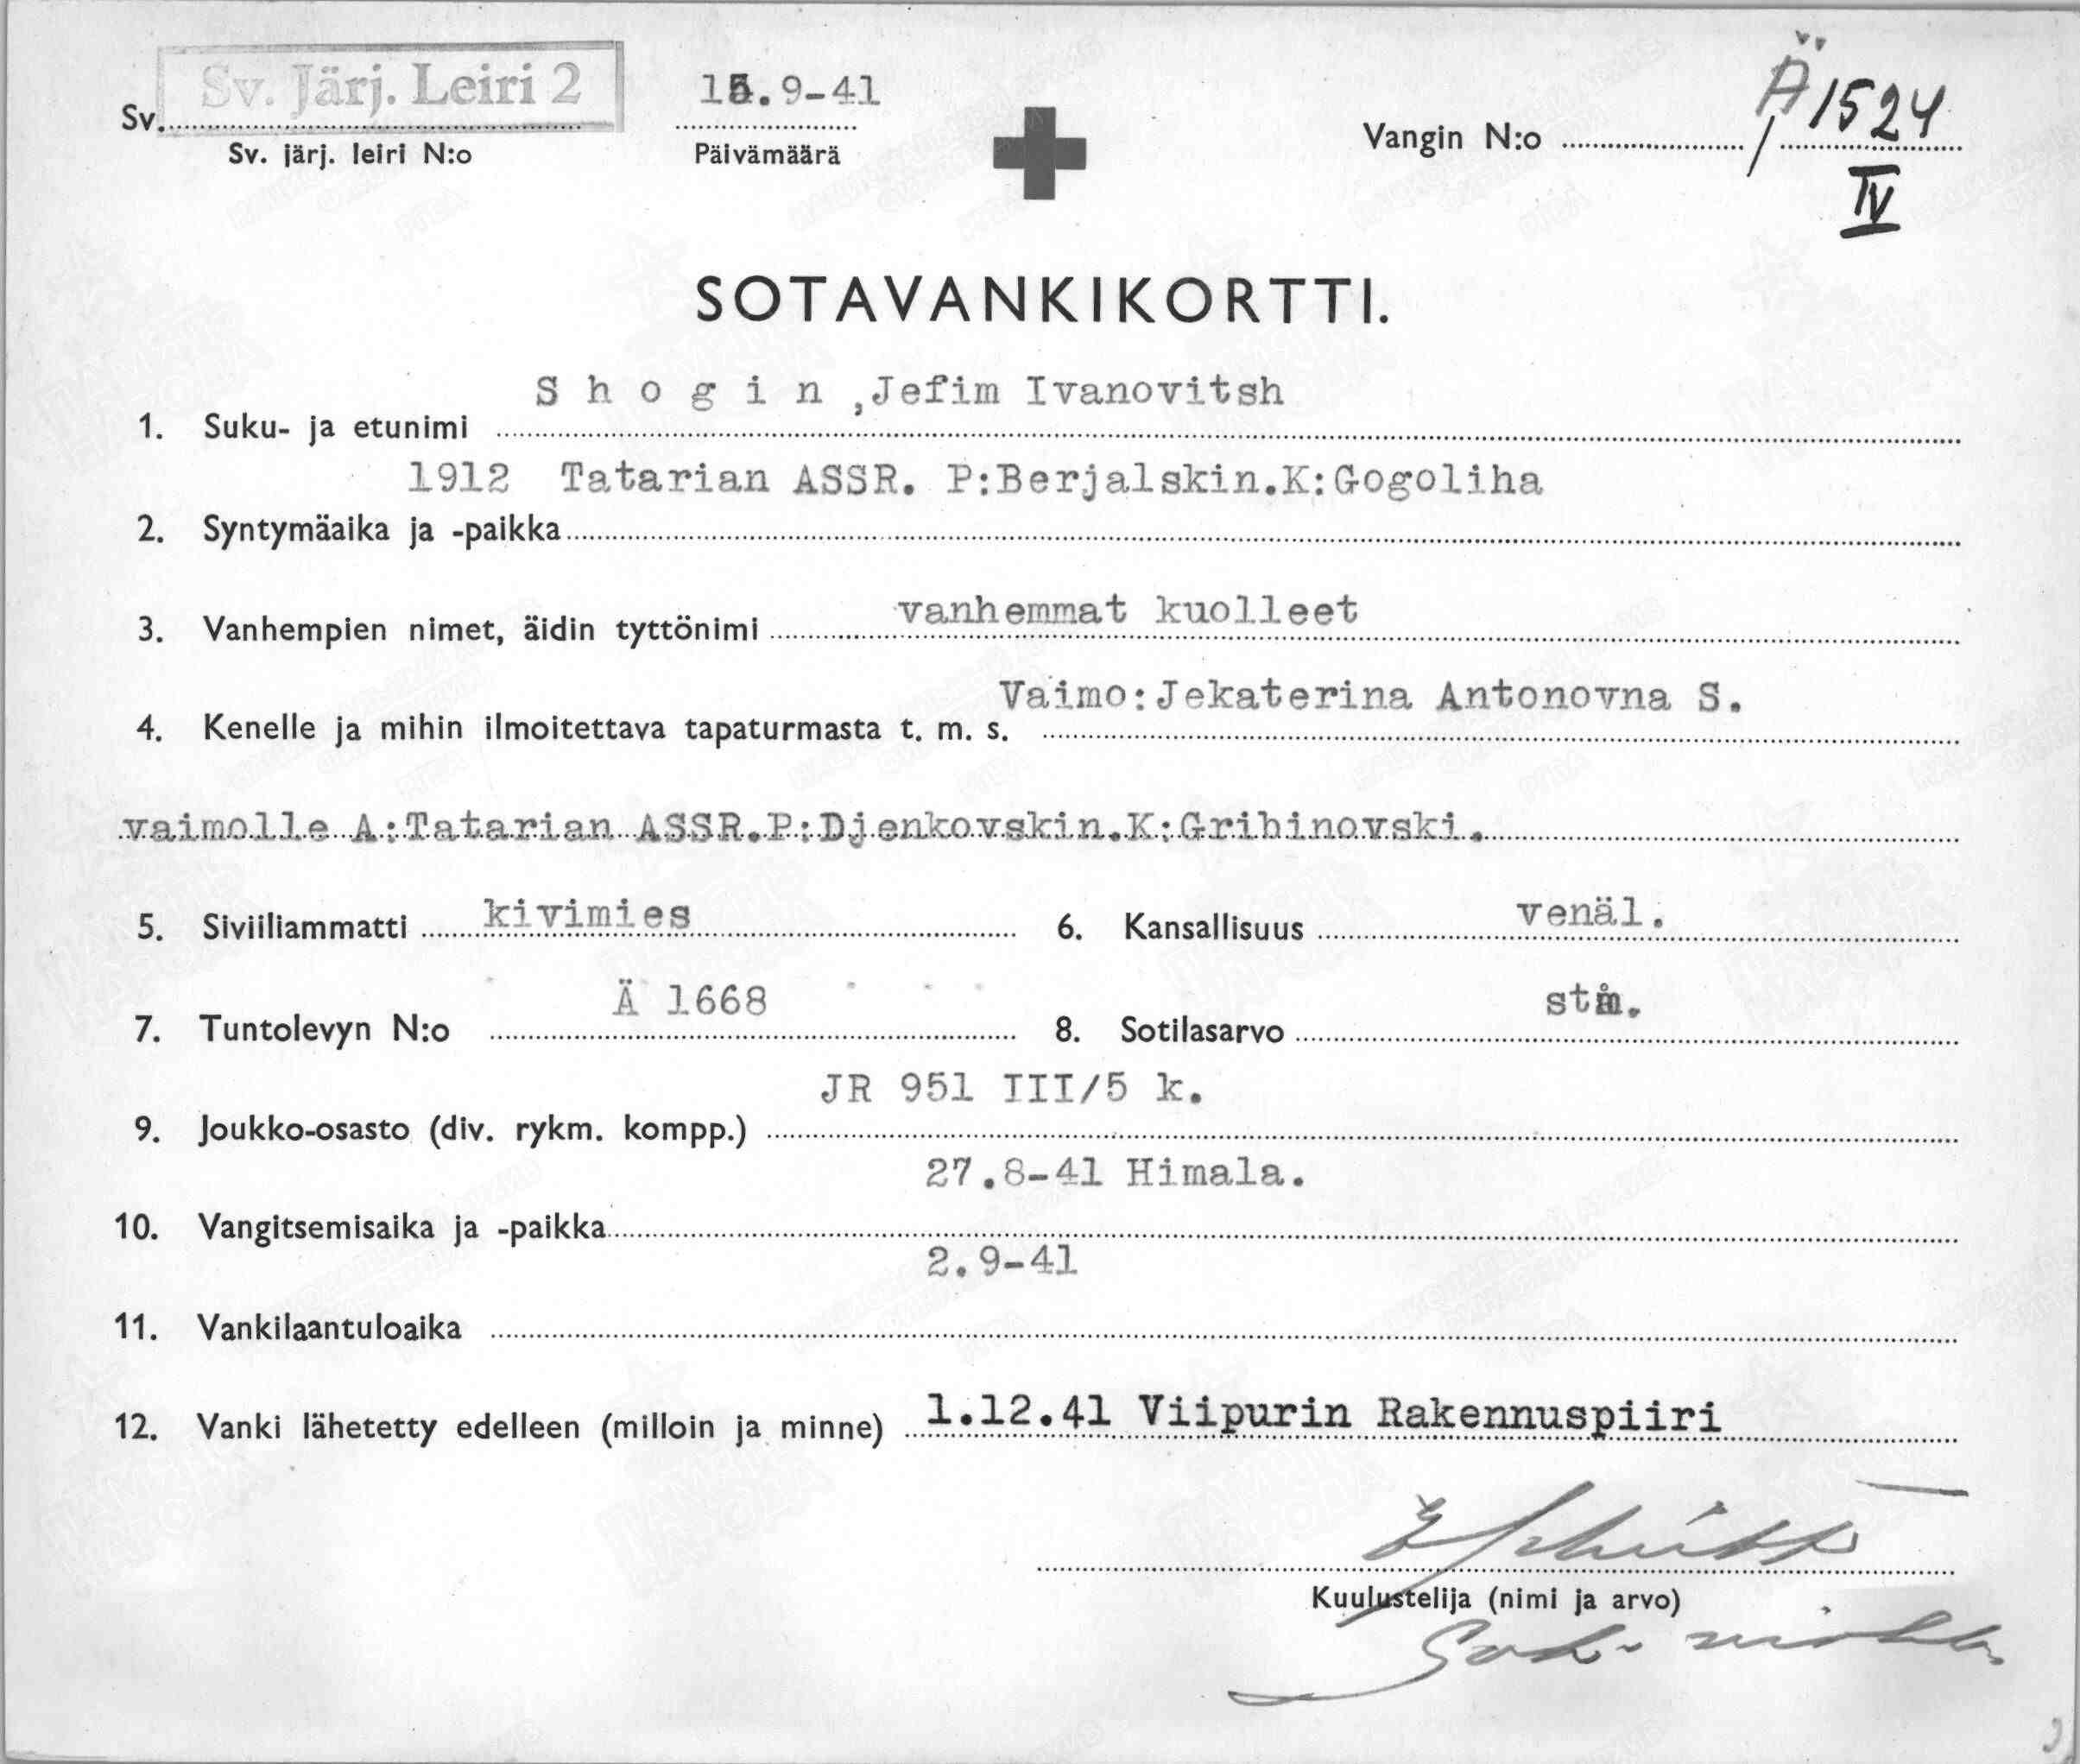 Sv. Sv. Järj. Leiri 2
Sv. järj. leiri N:o
15.9-41
Päivämäärä
Vangin N:o Ä/1524
IV
SOTAVANKIKORTTI.
1. Suku- ja etunimi S h o g i n ,Jefim Ivanovitsh
1912 Tatarian ASSR. P:Berjalskin.K:Gogoliha
2. Syntymäaika ja -paikka
3. Vanhempien nimet, äidin tyttönimi vanhemmat kuolleet
4. Kenelle ja mihin ilmoitettava tapaturmasta t. m. s. Vaimo:Jekaterina Antonovna S.
vaimolle A:Tatarian ASSR.P:Djenkovskin.K:Grihinovski.
5. Siviiliammatti kivimies 6. Kansallisuus venäl.
7. Tuntolevyn N:o Ä 1668 8. Sotilasarvo
9. Joukko-osasto (div. rykm. kompp.) JR 951 III/5 k.
10. Vangitsemisaika ja -paikka 27.8-41 Himala.
11. Vankilaantuloaika 2.9-41
12. Vanki lähetetty edelleen (milloin ja minne) 1.12.41 Viipurin Rakennuspiiri
Kuulustelija (nimi ja arvo)